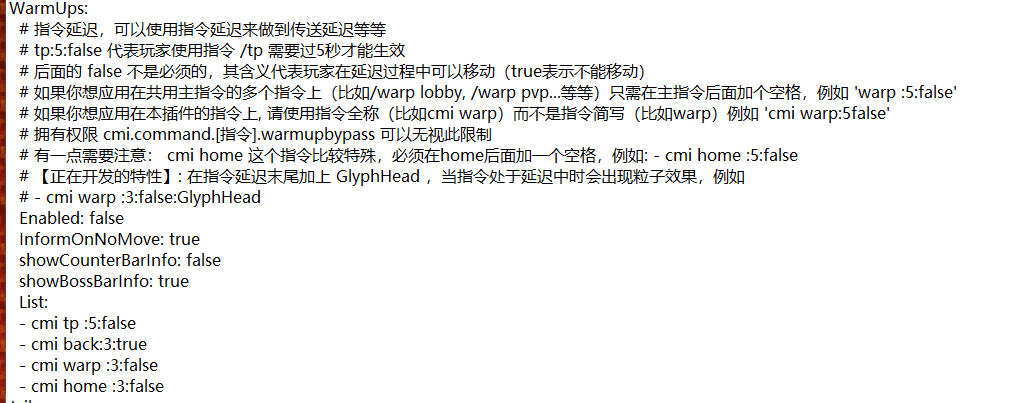 WarmUps:
# 指令延迟，可以使用指令延迟来做到传送延迟等等
# tp:5:false 代表玩家使用指令 /tp 需要过5秒才能生效
# 后面的 false 不是必须的，其含义代表玩家在延迟过程中可以移动（true表示不能移动）
# 如果你想应用在共用主指令的多个指令上（比如/warp lobby, /warp pvp...等等）只需在主指令后面加个空格，例如 'warp :5:false'
# 如果你想应用在本插件的指令上, 请使用指令全称（比如cmi warp）而不是指令简写（比如warp）例如 'cmi warp:5false'
# 拥有权限 cmi.command.[指令].warmupbypass 可以无视此限制
# 有一点需要注意： cmi home 这个指令比较特殊，必须在home后面加一个空格，例如: - cmi home :5:false
# 【正在开发的特性】: 在指令延迟末尾加上 GlyphHead ，当指令处于延迟中时会出现粒子效果，例如
# - cmi warp :3:false:GlyphHead
Enabled: false
InformOnNoMove: true
showCounterBarInfo: false
showBossBarInfo: true
List:
- cmi tp :5:false
- cmi back:3:true
- cmi warp :3:false
- cmi home :3:false